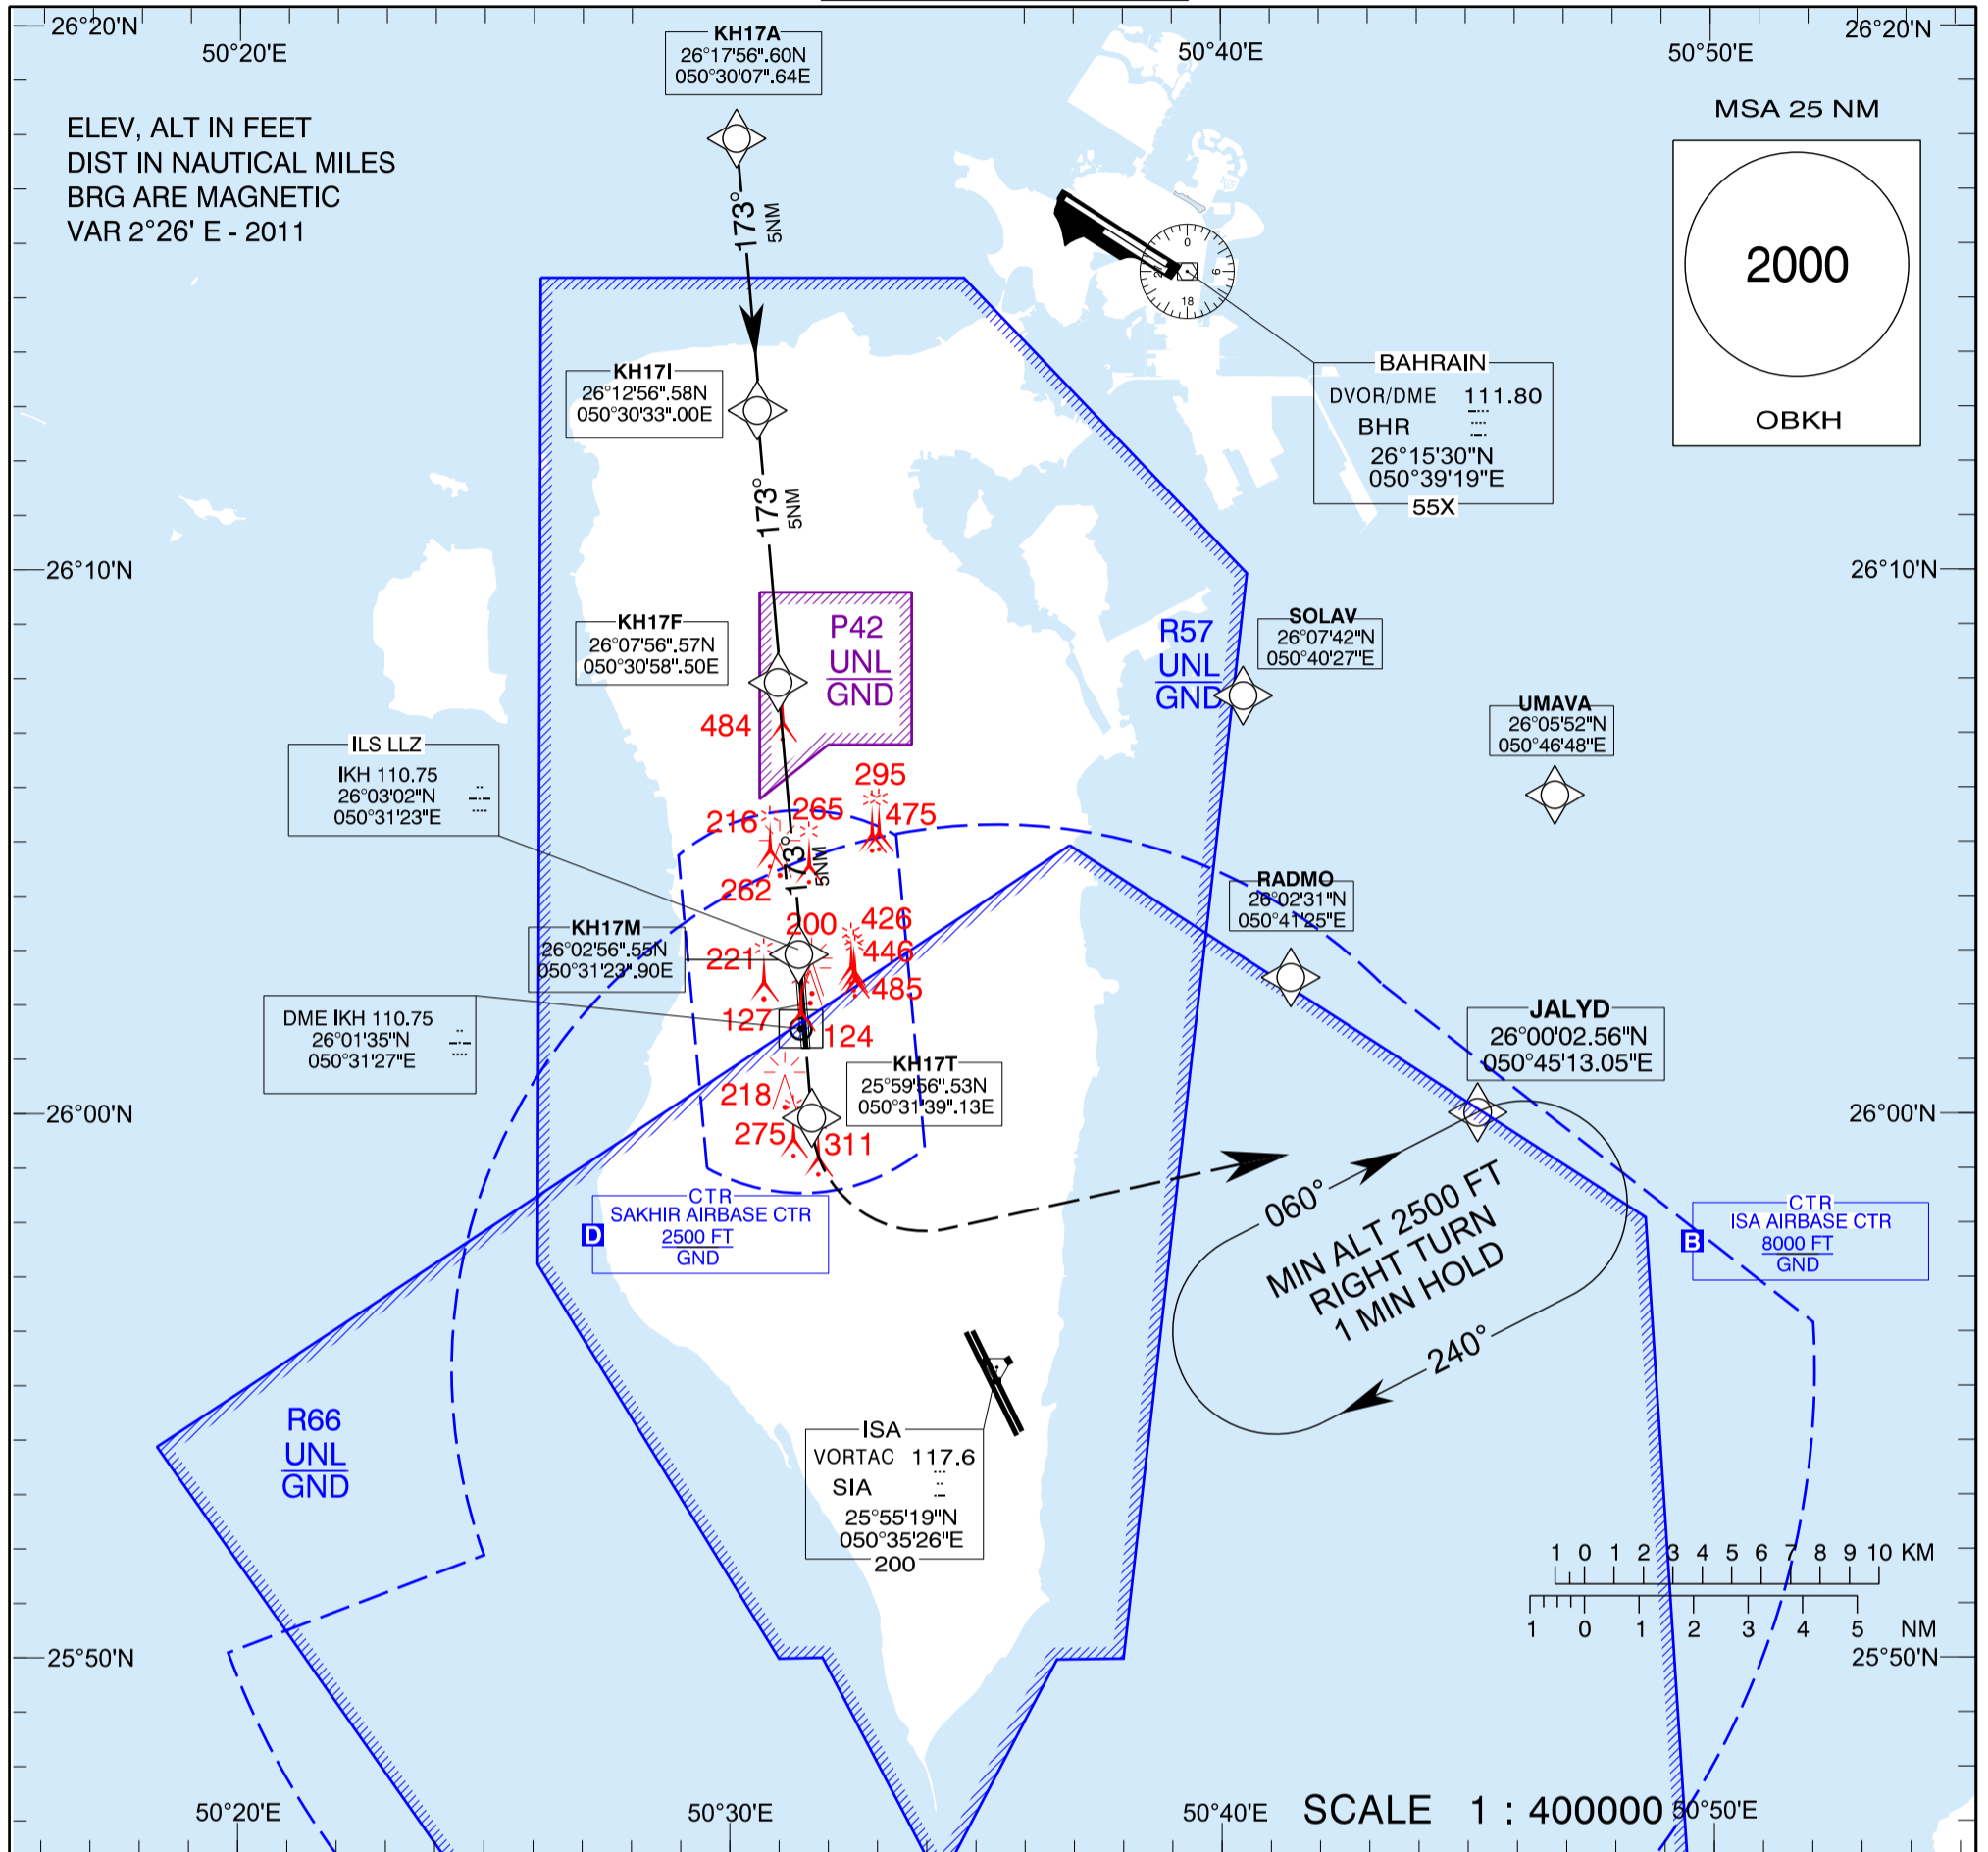 26°20'N
50°20'E
50°40'E
50°50'E
26°20'N
KH17A
26°17'56".60N
050°30'07".64E
ELEV, ALT IN FEET
DIST IN NAUTICAL MILES
BRG ARE MAGNETIC
VAR 2°26' E - 2011
MSA 25 NM
2000
OBKH
173°
5NM
0
6
18
KH17I
26°12'56".58N
050°30'33".00E
BAHRAIN
DVOR/DME 111.80
BHR
26°15'30"N
050°39'19"E
55X
173°
5NM
26°10'N
26°10'N
KH17F
26°07'56".57N
050°30'58".50E
P42
UNL
GND
R57
UNL
GND
SOLAV
26°07'42"N
050°40'27"E
UMAVA
26°05'52"N
050°46'48"E
484
ILS LLZ
IKH 110.75
26°03'02"N
050°31'23"E
295
216
265
475
173°
5NM
262
RADMO
26°02'31"N
050°41'25"E
KH17M
26°02'56".55N
050°31'23".90E
200
426
221
446
485
DME IKH 110.75
26°01'35"N
050°31'27"E
127
124
JALYD
26°00'02.56"N
050°45'13.05"E
KH17T
25°59'56".53N
050°31'39".13E
218
26°00'N
26°00'N
275
311
CTR
SAKHIR AIRBASE CTR
D
2500 FT
GND
060°
MIN ALT 2500 FT
RIGHT TURN
1 MIN HOLD
240°
CTR
ISA AIRBASE CTR
B
8000 FT
GND
R66
UNL
GND
ISA
VORTAC 117.6
SIA
25°55'19"N
050°35'26"E
200
1 0 1 2 3 4 5 6 7 8 9 10 KM
1 0 1 2 3 4 5 NM
25°50'N
25°50'N
50°20'E
50°30'E
50°40'E
SCALE 1 : 400000
50°50'E